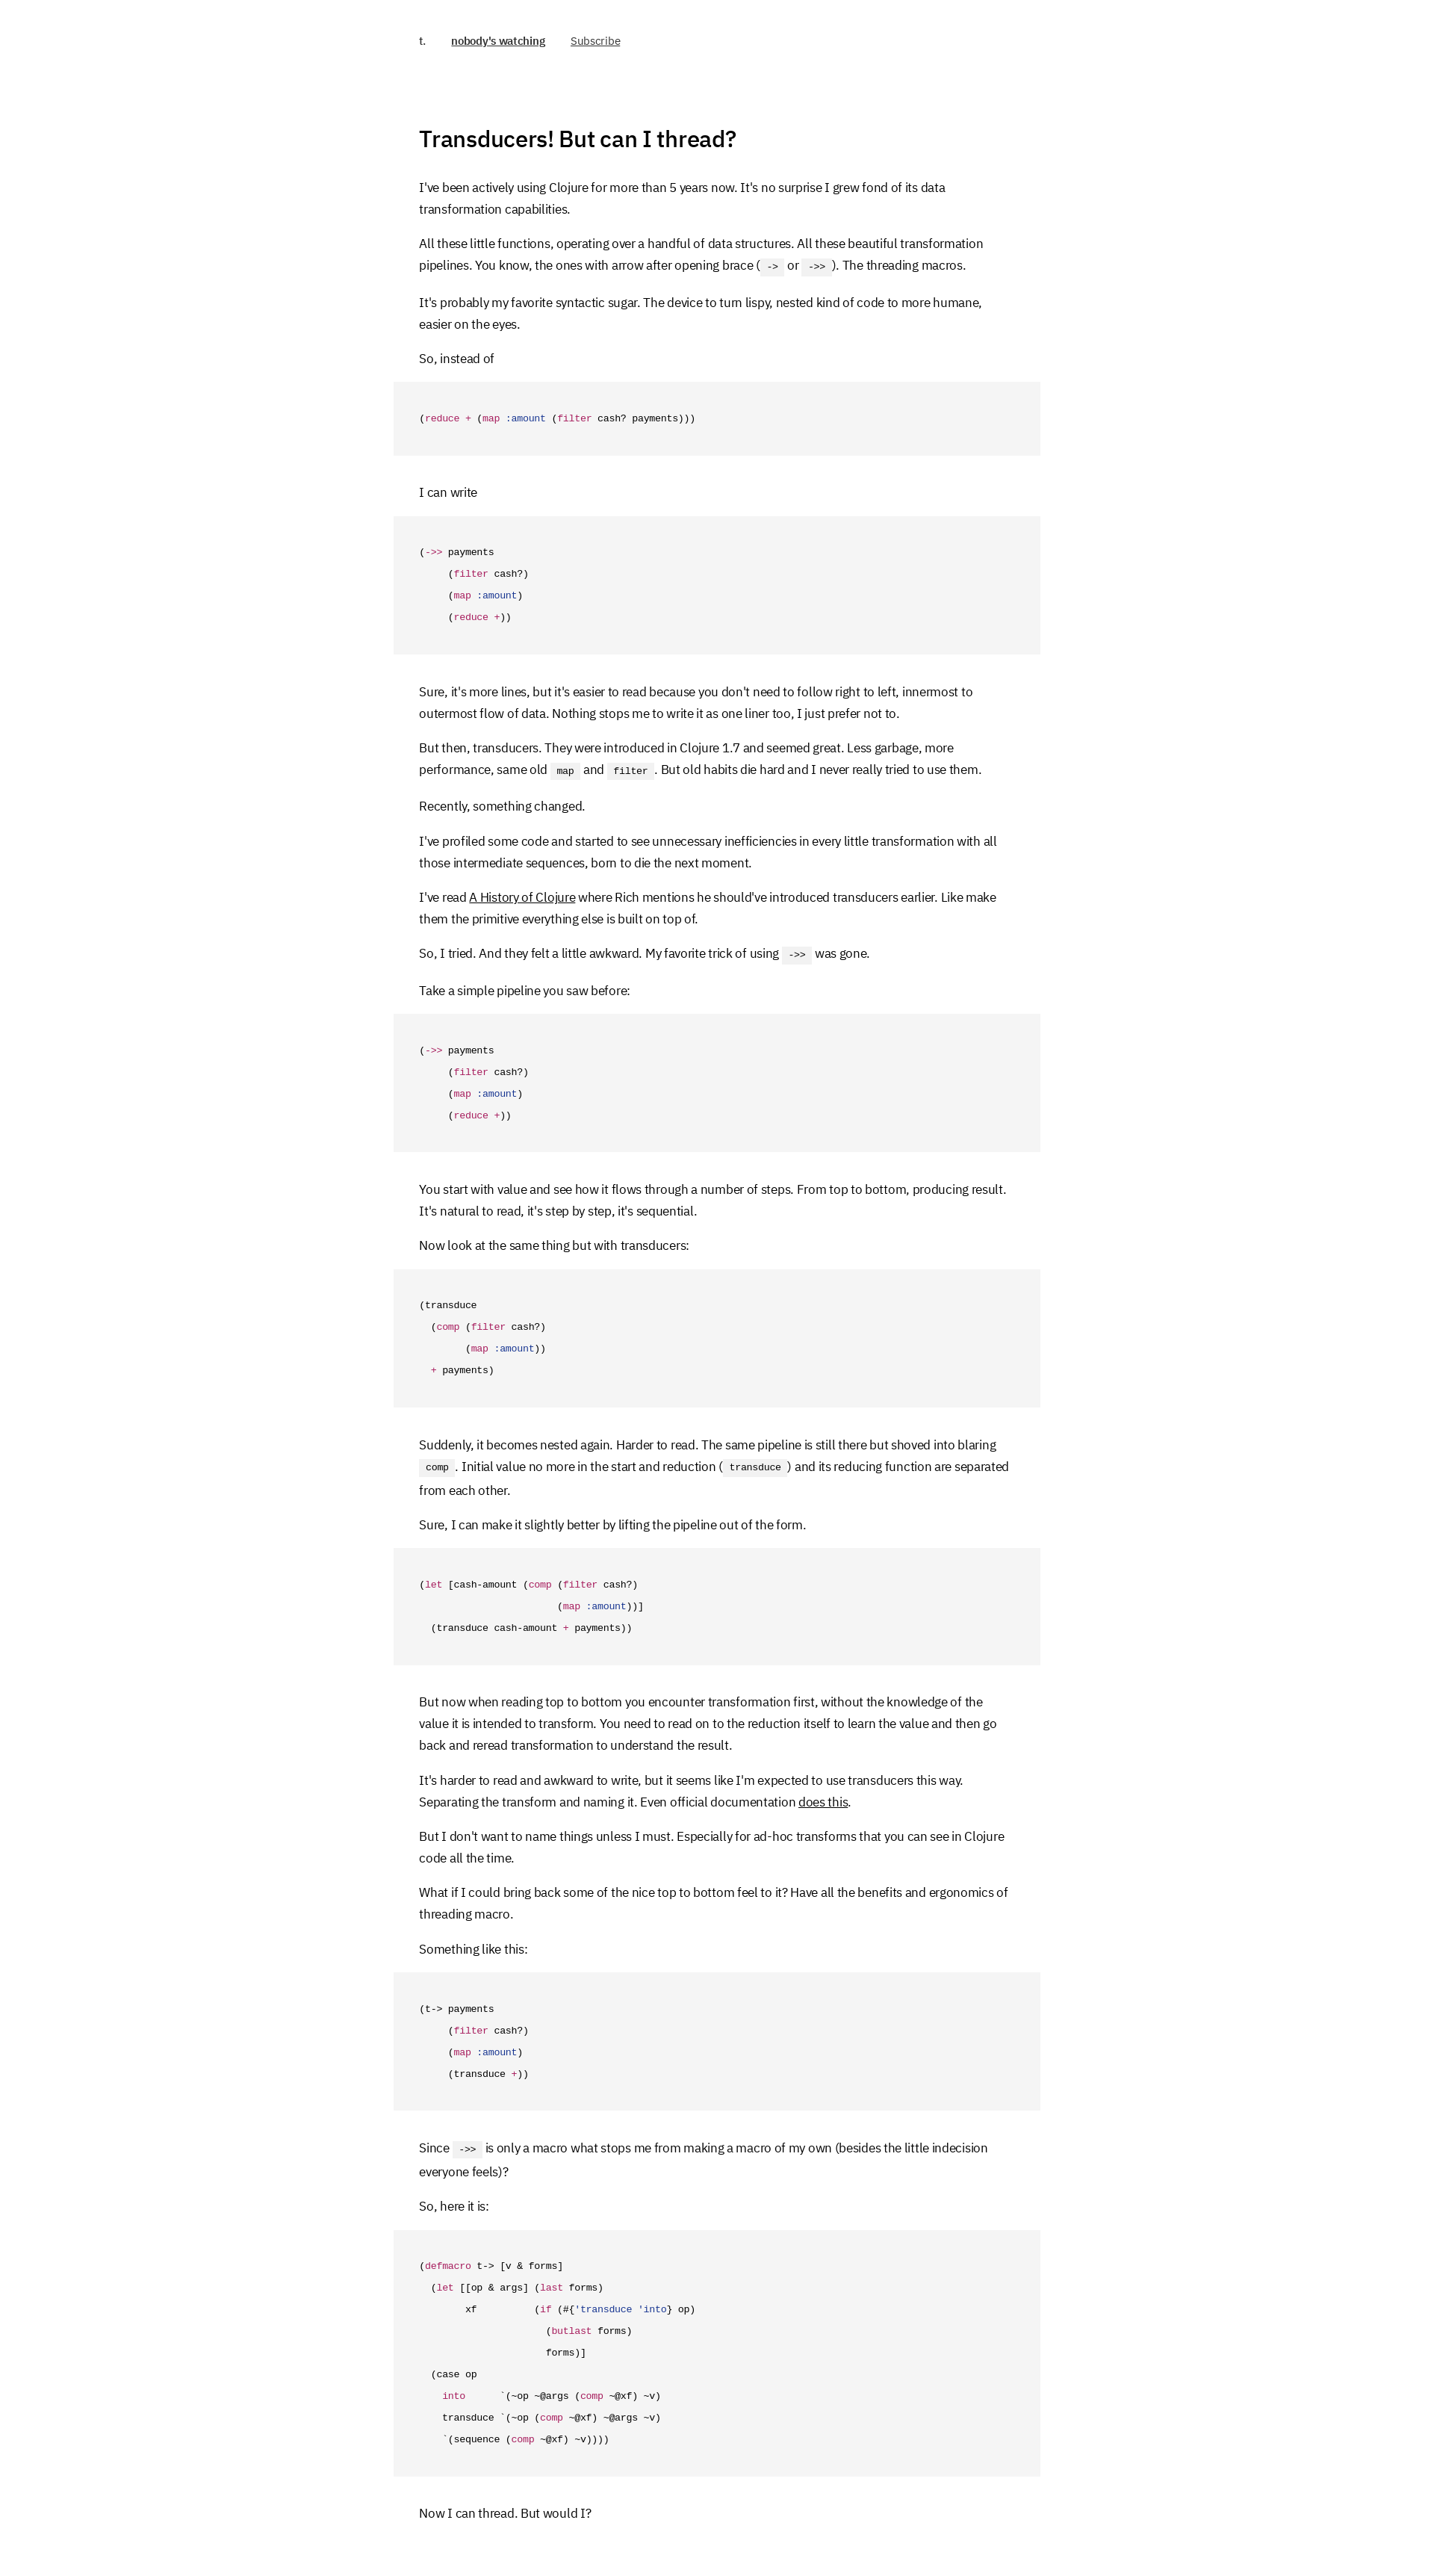 t. nobody's watching Subscribe
Transducers! But can I thread?
I've been actively using Clojure for more than 5 years now. It's no surprise I grew fond of its data
transformation capabilities.
All these little functions, operating over a handful of data structures. All these beautiful transformation
pipelines. You know, the ones with arrow after opening brace ( -> or ->> ). The threading macros.
It's probably my favorite syntactic sugar. The device to turn lispy, nested kind of code to more humane,
easier on the eyes.
So, instead of
(reduce + (map :amount (filter cash? payments)))
I can write
(->> payments
     (filter cash?)
     (map :amount)
     (reduce +))
Sure, it's more lines, but it's easier to read because you don't need to follow right to left, innermost to
outermost flow of data. Nothing stops me to write it as one liner too, I just prefer not to.
But then, transducers. They were introduced in Clojure 1.7 and seemed great. Less garbage, more
performance, same old map and filter. But old habits die hard and I never really tried to use them.
Recently, something changed.
I've profiled some code and started to see unnecessary inefficiencies in every little transformation with all
those intermediate sequences, born to die the next moment.
I've read A History of Clojure where Rich mentions he should've introduced transducers earlier. Like make
them the primitive everything else is built on top of.
So, I tried. And they felt a little awkward. My favorite trick of using ->> was gone.
Take a simple pipeline you saw before:
(->> payments
     (filter cash?)
     (map :amount)
     (reduce +))
You start with value and see how it flows through a number of steps. From top to bottom, producing result.
It's natural to read, it's step by step, it's sequential.
Now look at the same thing but with transducers:
(transduce
  (comp (filter cash?)
        (map :amount))
  + payments)
Suddenly, it becomes nested again. Harder to read. The same pipeline is still there but shoved into blaring
comp. Initial value no more in the start and reduction ( transduce ) and its reducing function are separated
from each other.
Sure, I can make it slightly better by lifting the pipeline out of the form.
(let [cash-amount (comp (filter cash?)
                        (map :amount))]
  (transduce cash-amount + payments))
But now when reading top to bottom you encounter transformation first, without the knowledge of the
value it is intended to transform. You need to read on to the reduction itself to learn the value and then go
back and reread transformation to understand the result.
It's harder to read and awkward to write, but it seems like I'm expected to use transducers this way.
Separating the transform and naming it. Even official documentation does this.
But I don't want to name things unless I must. Especially for ad-hoc transforms that you can see in Clojure
code all the time.
What if I could bring back some of the nice top to bottom feel to it? Have all the benefits and ergonomics of
threading macro.
Something like this:
(t-> payments
     (filter cash?)
     (map :amount)
     (transduce +))
Since ->> is only a macro what stops me from making a macro of my own (besides the little indecision
everyone feels)?
So, here it is:
(defmacro t-> [v & forms]
  (let [[op & args] (last forms)
        xf          (if (#{'transduce 'into} op)
                      (butlast forms)
                      forms)]
  (case op
    into      `(~op ~@args (comp ~@xf) ~v)
    transduce `(~op (comp ~@xf) ~@args ~v)
    `(sequence (comp ~@xf) ~v))))
Now I can thread. But would I?